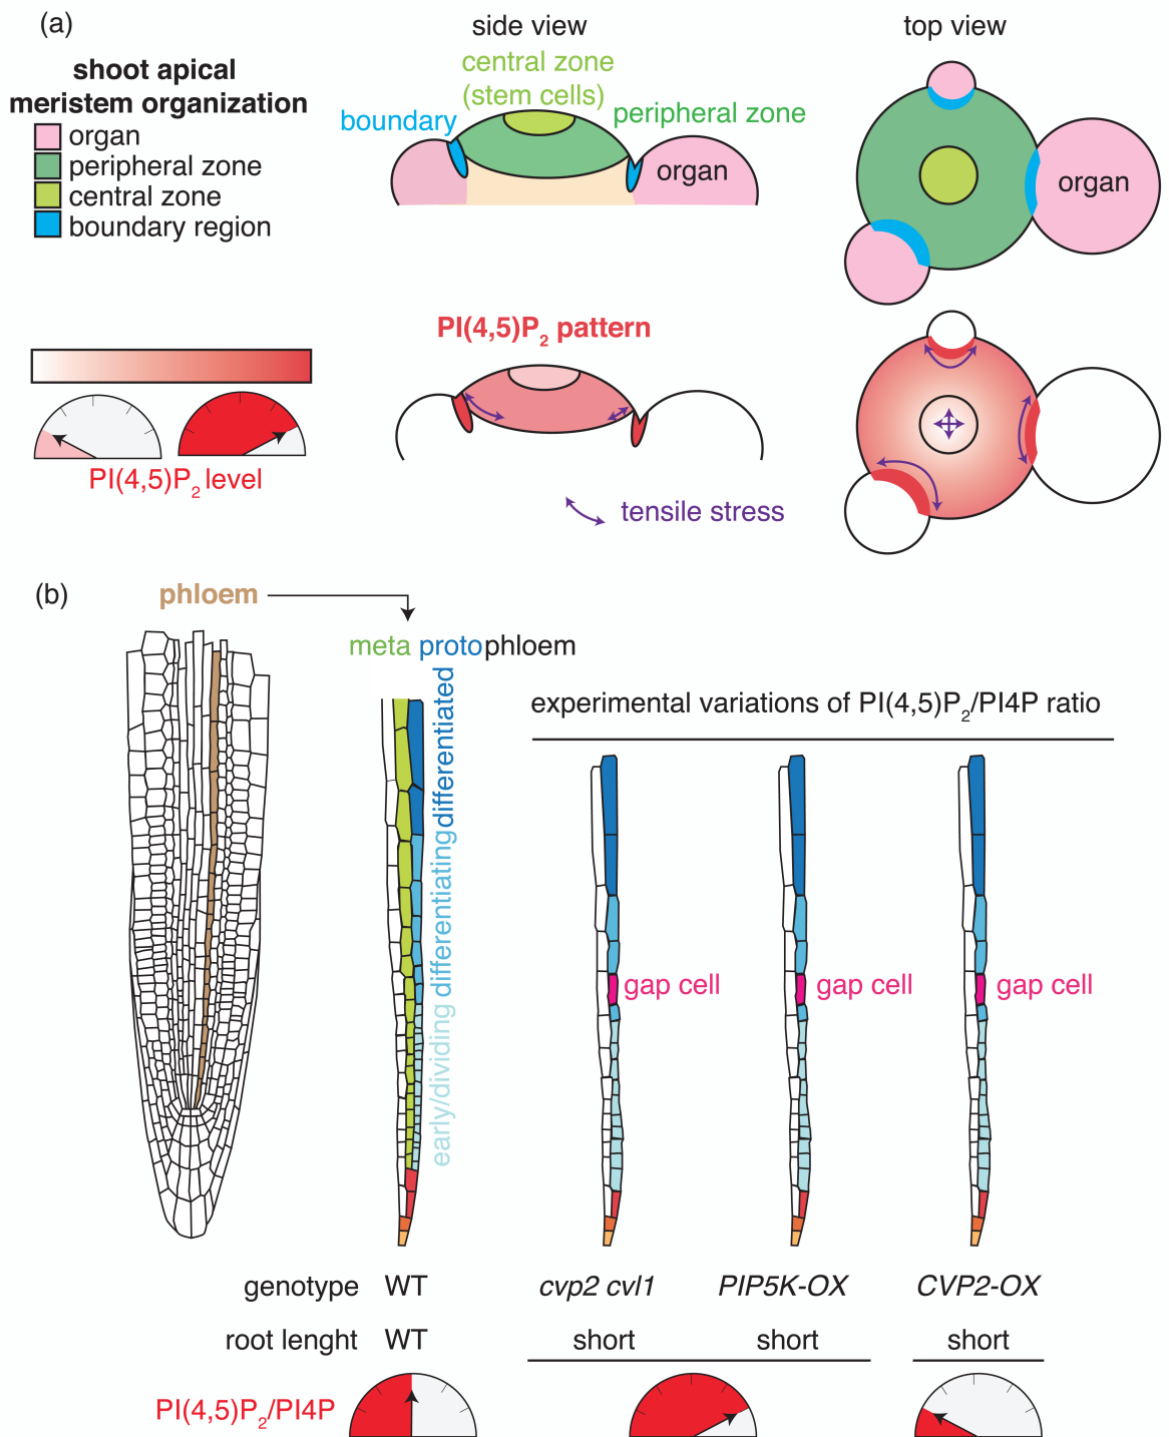 (a)
side view
top view
shoot apical
meristem organization
organ
peripheral zone
central zone
boundary region
central zone
(stem cells)
boundary
peripheral zone
organ
organ
PI(4,5)P2 pattern
PI(4,5)P2 level
tensile stress
(b)
phloem
meta protophloem
early/dividing differentiating differentiated
experimental variations of PI(4,5)P2/PI4P ratio
gap cell
gap cell
gap cell
genotype WT cvp2 cvl1 PIP5K-OX CVP2-OX
root lenght WT short short short
PI(4,5)P2/PI4P